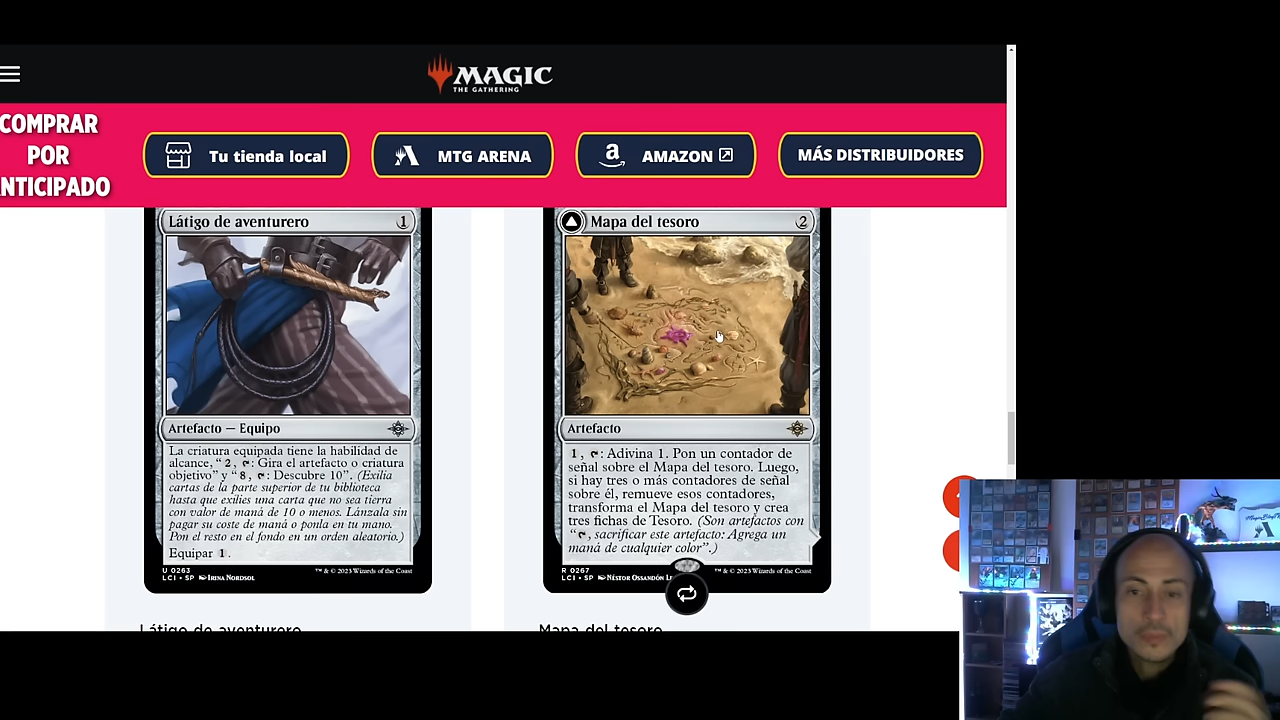 MAGIC
THE GATHERING
COMPRAR
POR
NTICIPADO
Tu tienda local
MTG ARENA
AMAZON
MÁS DISTRIBUIDORES
Látigo de aventurero 1
Artefacto — Equipo
La criatura equipada tiene la habilidad de
alcance, “2, : Gira el artefacto o criatura
objetivo” y “8, : Descubre 10”. (Exilia
cartas de la parte superior de tu biblioteca
hasta que exilies una carta que no sea tierra
con valor de maná de 10 o menos. Lánzala sin
pagar su coste de maná o ponla en tu mano.
Pon el resto en el fondo en un orden aleatorio.)
Equipar 1.
U 0263
LCI • SP IRINA NORDSOL
™ & © 2023 Wizards of the Coast
Látigo de aventurero
Mapa del tesoro 2
Artefacto
1, : Adivina 1. Pon un contador de
señal sobre el Mapa del tesoro. Luego,
si hay tres o más contadores de señal
sobre él, remueve esos contadores,
transforma el Mapa del tesoro y crea
tres fichas de Tesoro. (Son artefactos con
“, sacrificar este artefacto: Agrega un
maná de cualquier color”.)
R 0267
LCI • SP NÉSTOR OSSANDÓN
™ & © 2023 Wizards of the Coast
Mapa del tesoro